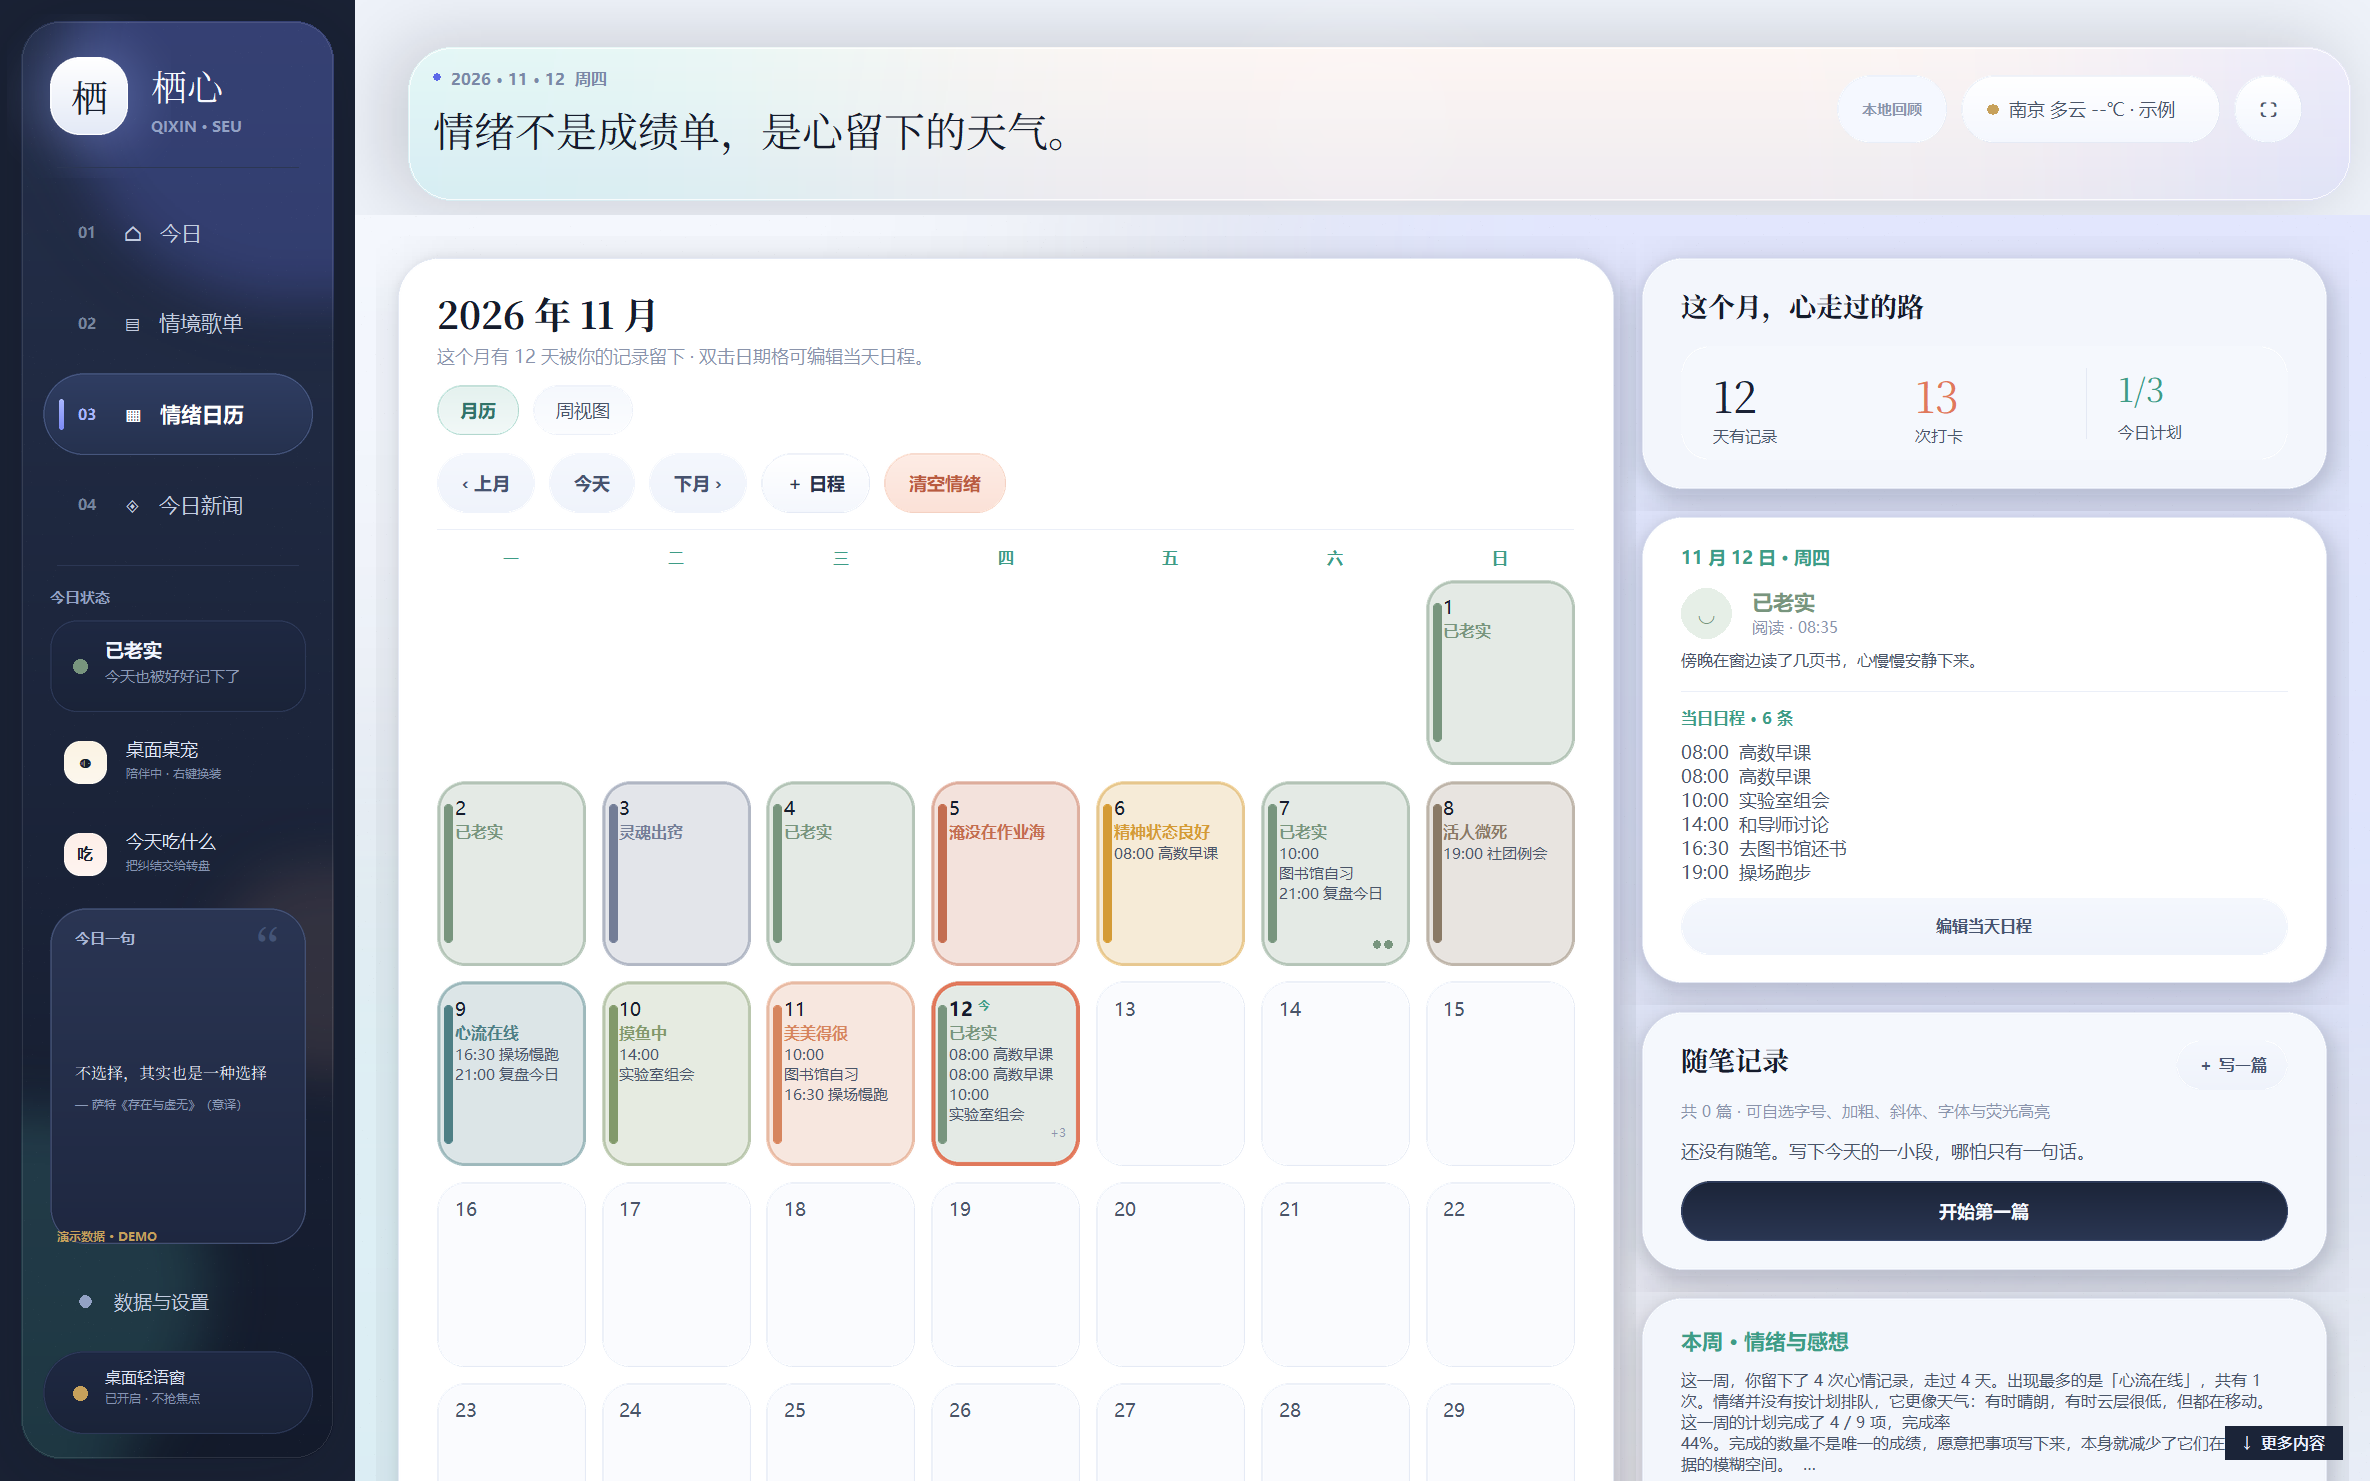 栖
栖心
QIXIN • SEU
01 今日
02 情境歌单
03 情绪日历
04 今日新闻
今日状态
已老实
今天也被好好记下了
桌面桌宠
陪伴中 · 右键换装
吃
今天吃什么
把纠结交给转盘
今日一句
“
不选择，其实也是一种选择
— 萨特《存在与虚无》（意译）
演示数据 • DEMO
数据与设置
桌面轻语窗
已开启 · 不抢焦点
2026 • 11 • 12 周四
情绪不是成绩单，是心留下的天气。
本地回顾
南京 多云 --°C · 示例
2026 年 11 月
这个月有 12 天被你的记录留下 · 双击日期格可编辑当天日程。
月历 周视图
‹ 上月 今天 下月 › + 日程 清空情绪
一 二 三 四 五 六 日
1
已老实
2
已老实
3
灵魂出窍
4
已老实
5
淹没在作业海
6
精神状态良好
08:00 高数早课
7
已老实
10:00
图书馆自习
21:00 复盘今日
8
活人微死
19:00 社团例会
9
心流在线
16:30 操场慢跑
21:00 复盘今日
10
摸鱼中
14:00
实验室组会
11
美美得很
10:00
图书馆自习
16:30 操场慢跑
12 今
已老实
08:00 高数早课
08:00 高数早课
10:00
实验室组会
+3
13 14 15
16 17 18 19 20 21 22
23 24 25 26 27 28 29
这个月，心走过的路
12
天有记录
13
次打卡
1/3
今日计划
11 月 12 日 • 周四
已老实
阅读 · 08:35
傍晚在窗边读了几页书，心慢慢安静下来。
当日日程 • 6 条
08:00 高数早课
08:00 高数早课
10:00 实验室组会
14:00 和导师讨论
16:30 去图书馆还书
19:00 操场跑步
编辑当天日程
随笔记录
+ 写一篇
共 0 篇 · 可自选字号、加粗、斜体、字体与荧光高亮
还没有随笔。写下今天的一小段，哪怕只有一句话。
开始第一篇
本周 • 情绪与感想
这一周，你留下了 4 次心情记录，走过 4 天。出现最多的是「心流在线」，共有 1
次。情绪并没有按计划排队，它更像天气：有时晴朗，有时云层很低，但都在移动。
这一周的计划完成了 4 / 9 项，完成率
44%。完成的数量不是唯一的成绩，愿意把事项写下来，本身就减少了它们在
据的模糊空间。 ...
↓ 更多内容